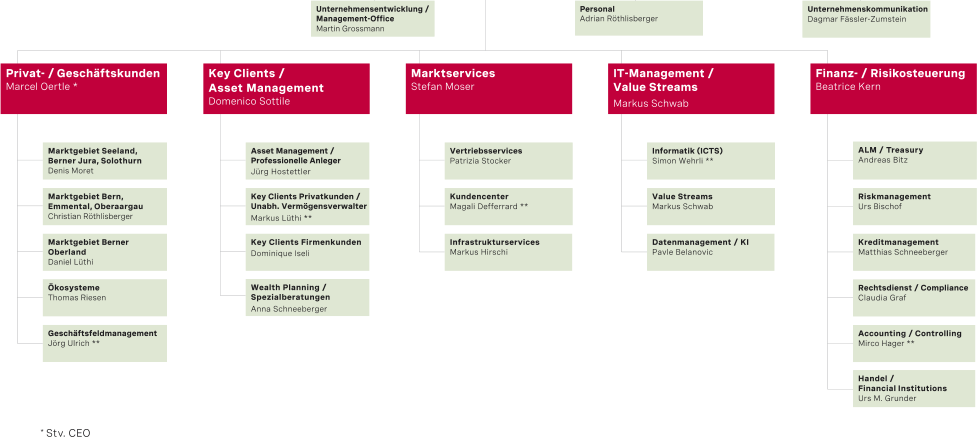 Unternehmensentwicklung /
Management-Office
Martin Grossmann
Personal
Adrian Röthlisberger
Unternehmenskommunikation
Dagmar Fässler-Zumstein
Privat- / Geschäftskunden
Marcel Oertle *
Marktgebiet Seeland,
Berner Jura, Solothurn
Denis Moret
Marktgebiet Bern,
Emmental, Oberaargau
Christian Röthlisberger
Marktgebiet Berner
Oberland
Daniel Lüthi
Ökosysteme
Thomas Riesen
Geschäftsfeldmanagement
Jörg Ulrich **
Key Clients /
Asset Management
Domenico Sottile
Asset Management /
Professionelle Anleger
Jürg Hostettler
Key Clients Privatkunden /
Unabh. Vermögensverwalter
Markus Lüthi **
Key Clients Firmenkunden
Dominique Iseli
Wealth Planning /
Spezialberatungen
Anna Schneeberger
Marktservices
Stefan Moser
Vertriebsservices
Patrizia Stocker
Kundencenter
Magali Defferrard **
Infrastrukturservices
Markus Hirschi
IT-Management /
Value Streams
Markus Schwab
Informatik (ICTS)
Simon Wehrli **
Value Streams
Markus Schwab
Datenmanagement / KI
Pavle Belanovic
Finanz- / Risikosteuerung
Beatrice Kern
ALM / Treasury
Andreas Bitz
Riskmanagement
Urs Bischof
Kreditmanagement
Matthias Schneeberger
Rechtsdienst / Compliance
Claudia Graf
Accounting / Controlling
Mirco Hager **
Handel /
Financial Institutions
Urs M. Grunder
* Stv. CEO